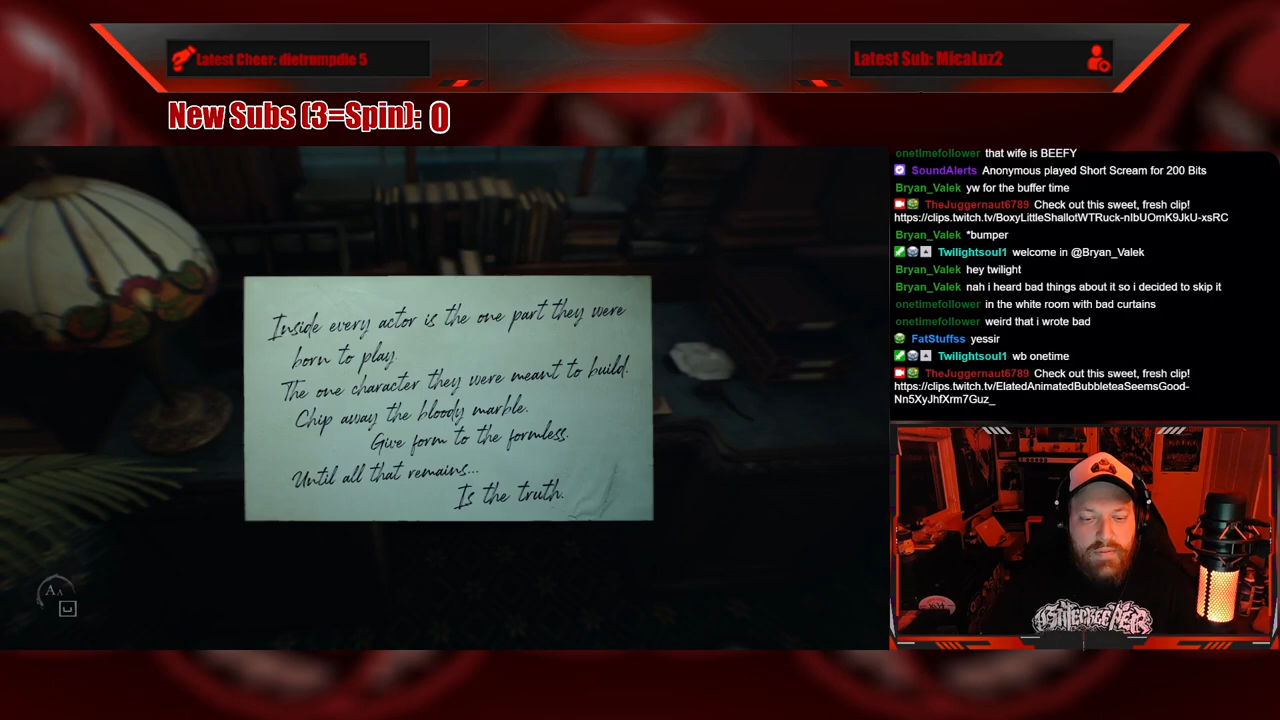 Latest Cheer: dietrumpdie 5
Latest Sub: MicaLuz2
New Subs (3=Spin): 0
Inside every actor is the one part they were
born to play.
The one character they were meant to build.
Chip away the bloody marble.
Give form to the formless.
Until all that remains...
Is the truth.
AA
onetimefollower that wife is BEEFY
SoundAlerts Anonymous played Short Scream for 200 Bits
Bryan_Valek yw for the buffer time
TheJuggernaut6789 Check out this sweet, fresh clip!
https://clips.twitch.tv/BoxyLittleShallotWTRuck-nIbUOmK9JkU-xsRC
Bryan_Valek *bumper
Twilightsoul1 welcome in @Bryan_Valek
Bryan_Valek hey twilight
Bryan_Valek nah i heard bad things about it so i decided to skip it
onetimefollower in the white room with bad curtains
onetimefollower weird that i wrote bad
FatStuffss yessir
Twilightsoul1 wb onetime
TheJuggernaut6789 Check out this sweet, fresh clip!
https://clips.twitch.tv/ElatedAnimatedBubbleteaSeemsGood-
Nn5XyJhfXrm7Guz_